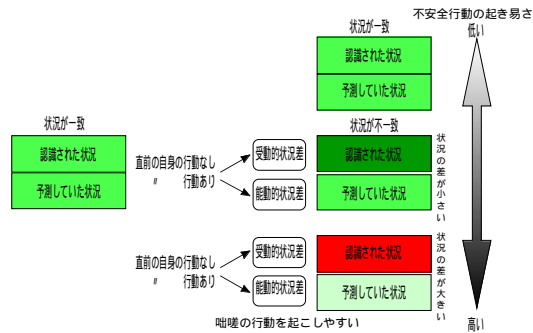 不安全行動の起き易さ
低い
状況が一致
認識された状況
予測していた状況
状況が一致
認識された状況
予測していた状況
直前の自身の行動なし
〃 行動あり
受動的状況差
能動的状況差
状況が不一致
認識された状況
予測していた状況
状況の差が小さい
直前の自身の行動なし
〃 行動あり
受動的状況差
能動的状況差
認識された状況
予測していた状況
状況の差が大きい
咄嗟の行動を起こしやすい
高い